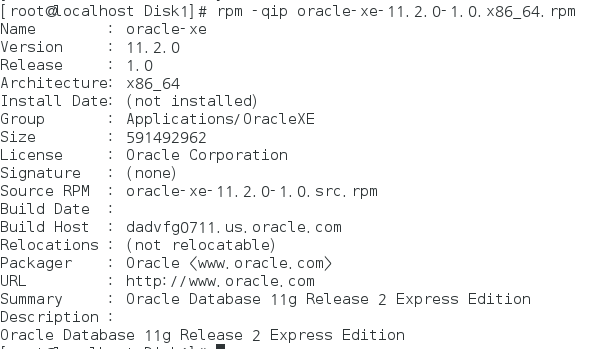 [root@localhost Disk1]# rpm -qip oracle-xe-11.2.0-1.0.x86_64.rpm
Name        : oracle-xe
Version     : 11.2.0
Release     : 1.0
Architecture: x86_64
Install Date: (not installed)
Group       : Applications/OracleXE
Size        : 591492962
License     : Oracle Corporation
Signature   : (none)
Source RPM  : oracle-xe-11.2.0-1.0.src.rpm
Build Date  :
Build Host  : dadvfg0711.us.oracle.com
Relocations : (not relocatable)
Packager    : Oracle <www.oracle.com>
URL         : http://www.oracle.com
Summary     : Oracle Database 11g Release 2 Express Edition
Description :
Oracle Database 11g Release 2 Express Edition
[root@localhost Disk1]#